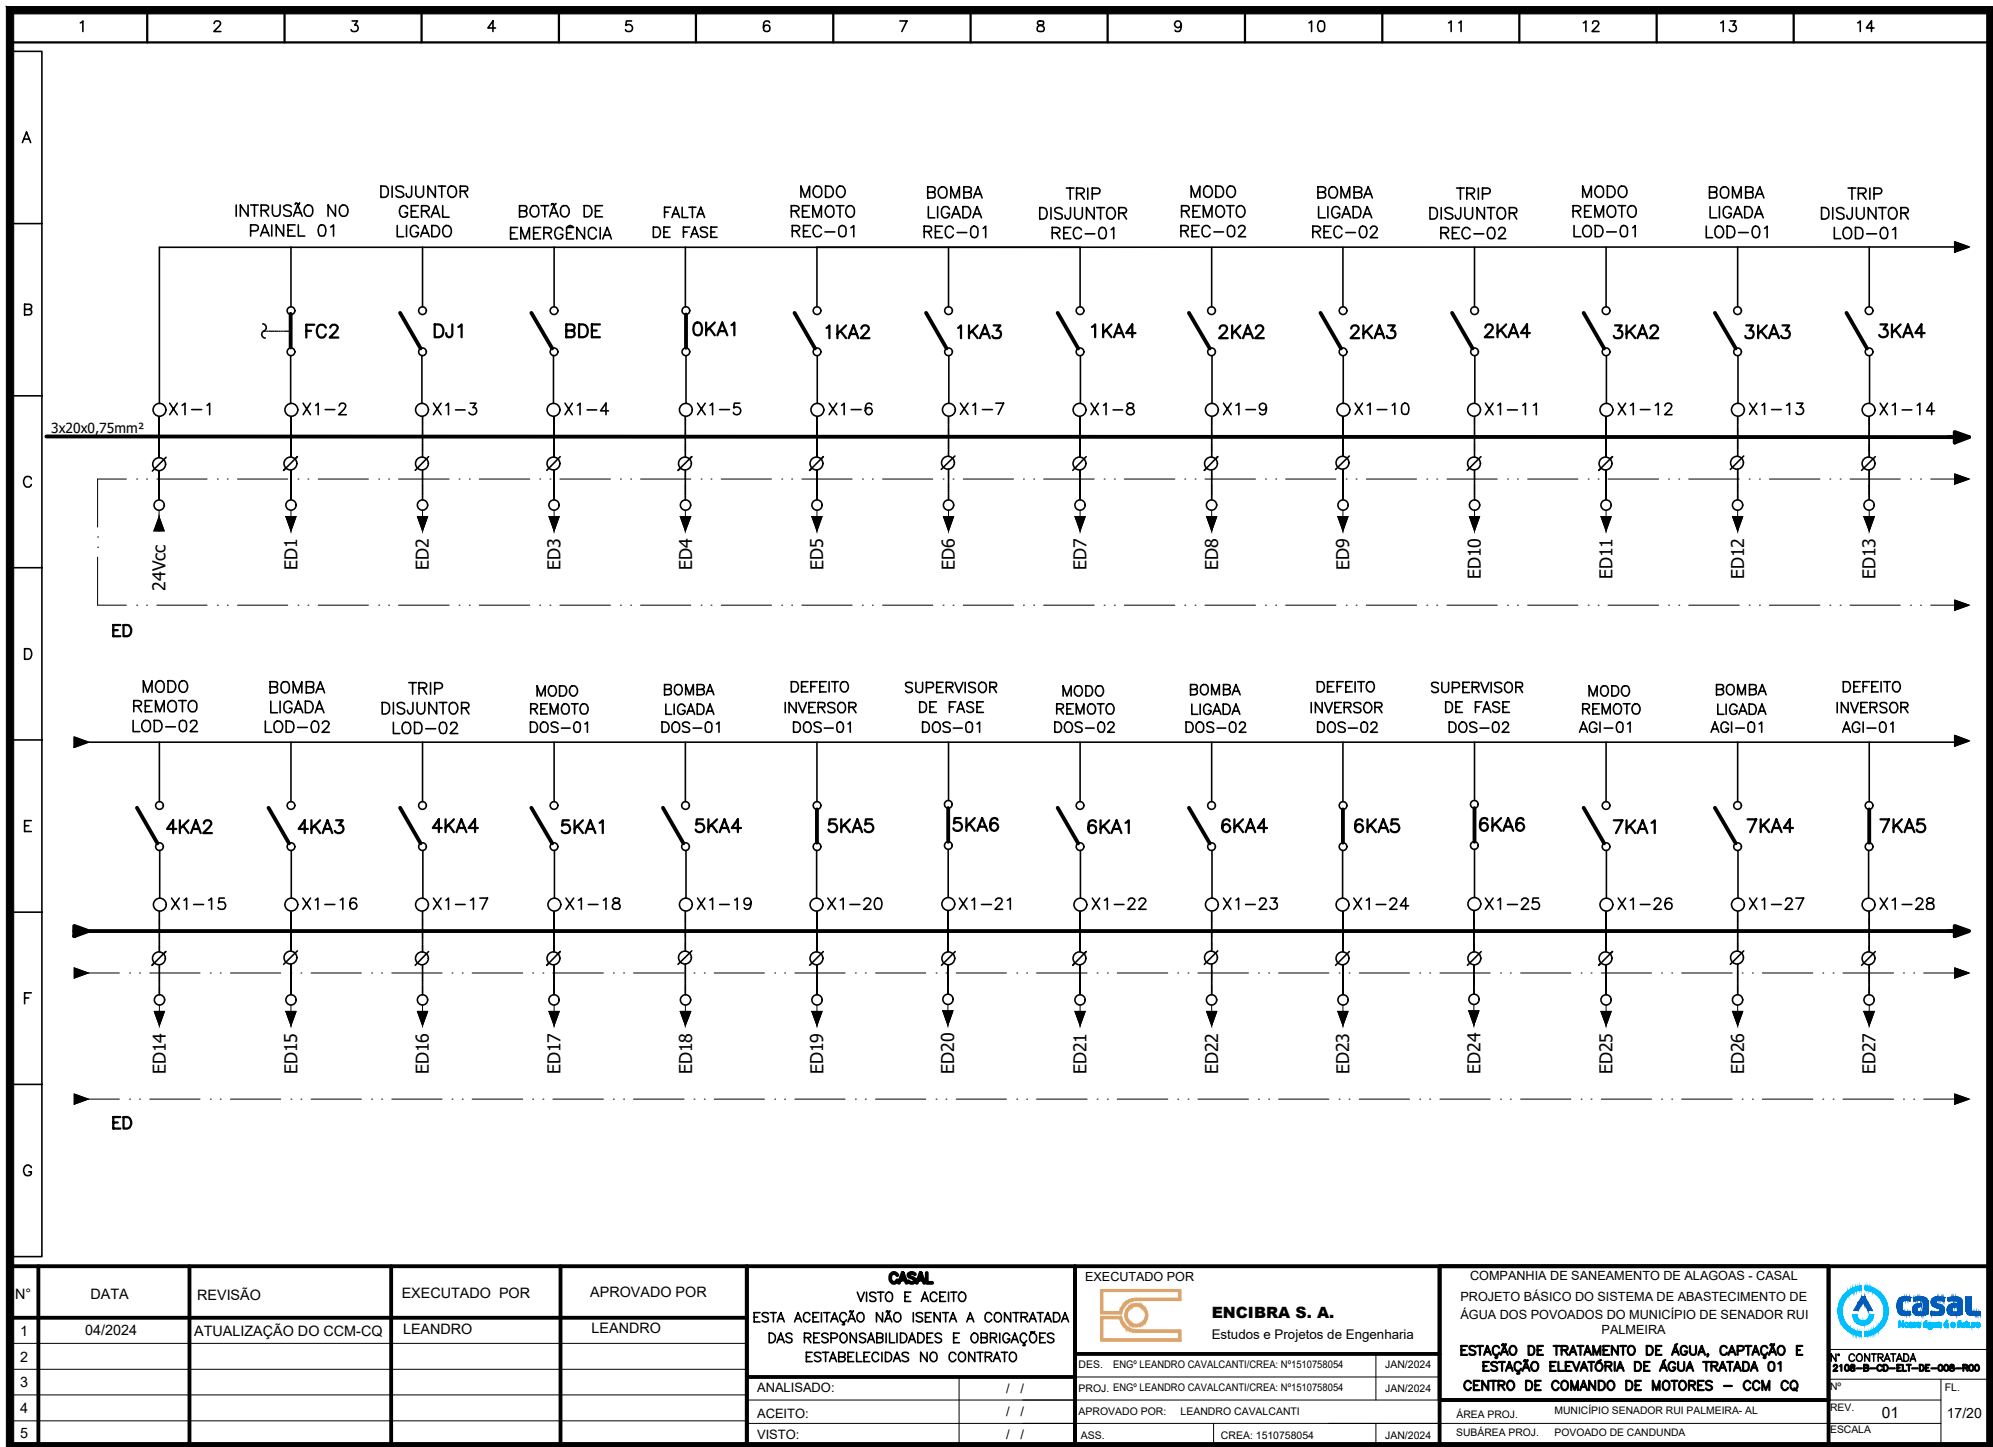 1 2 3 4 5 6 7 8 9 10 11 12 13 14
A
B
C
D
E
F
G
INTRUSÃO NO
PAINEL 01
DISJUNTOR
GERAL
LIGADO
BOTÃO DE
EMERGÊNCIA
FALTA
DE FASE
MODO
REMOTO
REC-01
BOMBA
LIGADA
REC-01
TRIP
DISJUNTOR
REC-01
MODO
REMOTO
REC-02
BOMBA
LIGADA
REC-02
TRIP
DISJUNTOR
REC-02
MODO
REMOTO
LOD-01
BOMBA
LIGADA
LOD-01
TRIP
DISJUNTOR
LOD-01
FC2 DJ1 BDE 0KA1 1KA2 1KA3 1KA4 2KA2 2KA3 2KA4 3KA2 3KA3 3KA4
X1-1 X1-2 X1-3 X1-4 X1-5 X1-6 X1-7 X1-8 X1-9 X1-10 X1-11 X1-12 X1-13 X1-14
3x20x0,75mm²
24Vcc ED1 ED2 ED3 ED4 ED5 ED6 ED7 ED8 ED9 ED10 ED11 ED12 ED13
ED
MODO
REMOTO
LOD-02
BOMBA
LIGADA
LOD-02
TRIP
DISJUNTOR
LOD-02
MODO
REMOTO
DOS-01
BOMBA
LIGADA
DOS-01
DEFEITO
INVERSOR
DOS-01
SUPERVISOR
DE FASE
DOS-01
MODO
REMOTO
DOS-02
BOMBA
LIGADA
DOS-02
DEFEITO
INVERSOR
DOS-02
SUPERVISOR
DE FASE
DOS-02
MODO
REMOTO
AGI-01
BOMBA
LIGADA
AGI-01
DEFEITO
INVERSOR
AGI-01
4KA2 4KA3 4KA4 5KA1 5KA4 5KA5 5KA6 6KA1 6KA4 6KA5 6KA6 7KA1 7KA4 7KA5
X1-15 X1-16 X1-17 X1-18 X1-19 X1-20 X1-21 X1-22 X1-23 X1-24 X1-25 X1-26 X1-27 X1-28
ED14 ED15 ED16 ED17 ED18 ED19 ED20 ED21 ED22 ED23 ED24 ED25 ED26 ED27
ED
N° DATA REVISÃO EXECUTADO POR APROVADO POR
1 04/2024 ATUALIZAÇÃO DO CCM-CQ LEANDRO LEANDRO
2
3
4
5
CASAL
VISTO E ACEITO
ESTA ACEITAÇÃO NÃO ISENTA A CONTRATADA
DAS RESPONSABILIDADES E OBRIGAÇÕES
ESTABELECIDAS NO CONTRATO
ANALISADO: / /
ACEITO: / /
VISTO: / /
EXECUTADO POR
ENCIBRA S. A.
Estudos e Projetos de Engenharia
DES. ENGº LEANDRO CAVALCANTI/CREA: Nº1510758054 JAN/2024
PROJ. ENGº LEANDRO CAVALCANTI/CREA: Nº1510758054 JAN/2024
APROVADO POR: LEANDRO CAVALCANTI
ASS. CREA: 1510758054 JAN/2024
COMPANHIA DE SANEAMENTO DE ALAGOAS - CASAL
PROJETO BÁSICO DO SISTEMA DE ABASTECIMENTO DE
ÁGUA DOS POVOADOS DO MUNICÍPIO DE SENADOR RUI
PALMEIRA
ESTAÇÃO DE TRATAMENTO DE ÁGUA, CAPTAÇÃO E
ESTAÇÃO ELEVATÓRIA DE ÁGUA TRATADA 01
CENTRO DE COMANDO DE MOTORES - CCM CQ
ÁREA PROJ. MUNICÍPIO SENADOR RUI PALMEIRA- AL
SUBÁREA PROJ. POVOADO DE CANDUNDA
casal
Nossa água é o futuro
N° CONTRATADA
2108-B-CD-ELT-DE-008-R00
Nº
REV. 01
FL. 17/20
ESCALA